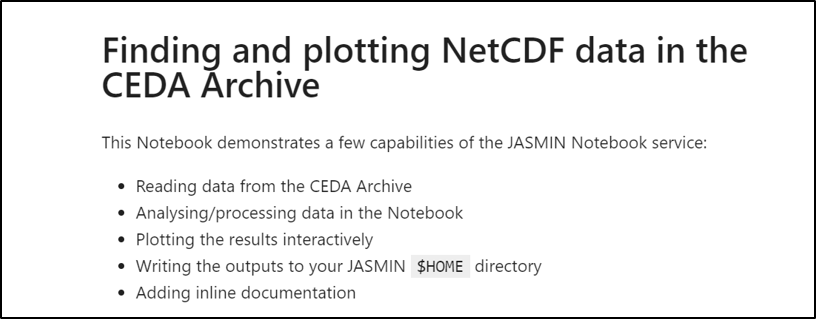 Finding and plotting NetCDF data in the
CEDA Archive
This Notebook demonstrates a few capabilities of the JASMIN Notebook service:
• Reading data from the CEDA Archive
• Analysing/processing data in the Notebook
• Plotting the results interactively
• Writing the outputs to your JASMIN $HOME directory
• Adding inline documentation